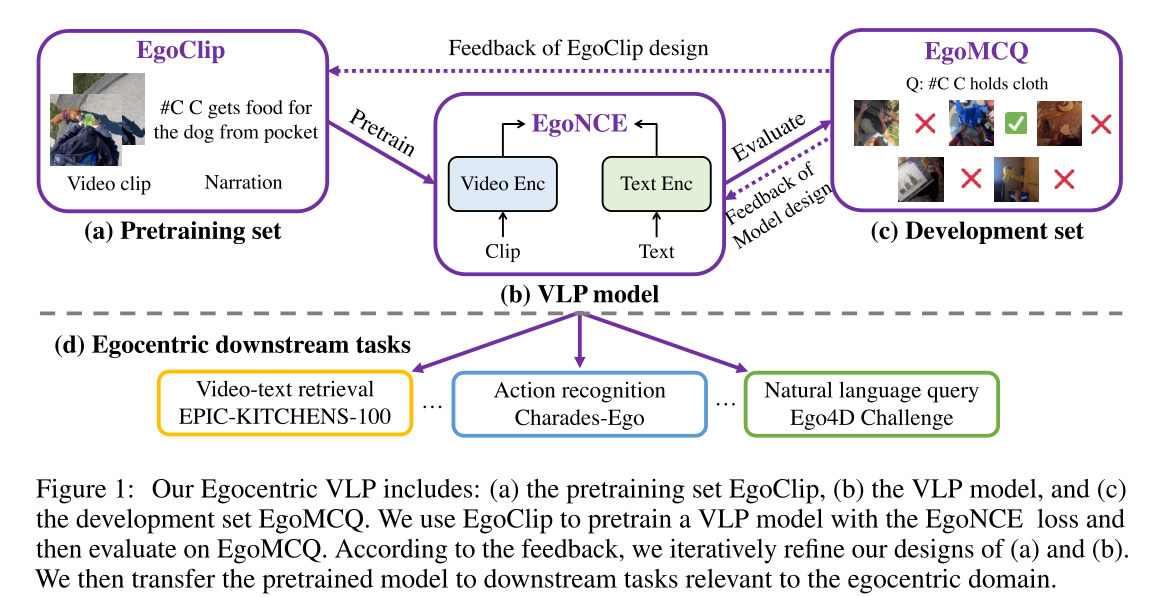 EgoClip
#C C gets food for
the dog from pocket
Video clip
Narration
(a) Pretraining set
Feedback of EgoClip design
Pretrain
EgoNCE
Video Enc
Text Enc
Clip
Text
(b) VLP model
Evaluate
Feedback of
Model design
EgoMCQ
Q: #C C holds cloth
(c) Development set
(d) Egocentric downstream tasks
Video-text retrieval
EPIC-KITCHENS-100
...
Action recognition
Charades-Ego
...
Natural language query
Ego4D Challenge
Figure 1: Our Egocentric VLP includes: (a) the pretraining set EgoClip, (b) the VLP model, and (c)
the development set EgoMCQ. We use EgoClip to pretrain a VLP model with the EgoNCE loss and
then evaluate on EgoMCQ. According to the feedback, we iteratively refine our designs of (a) and (b).
We then transfer the pretrained model to downstream tasks relevant to the egocentric domain.